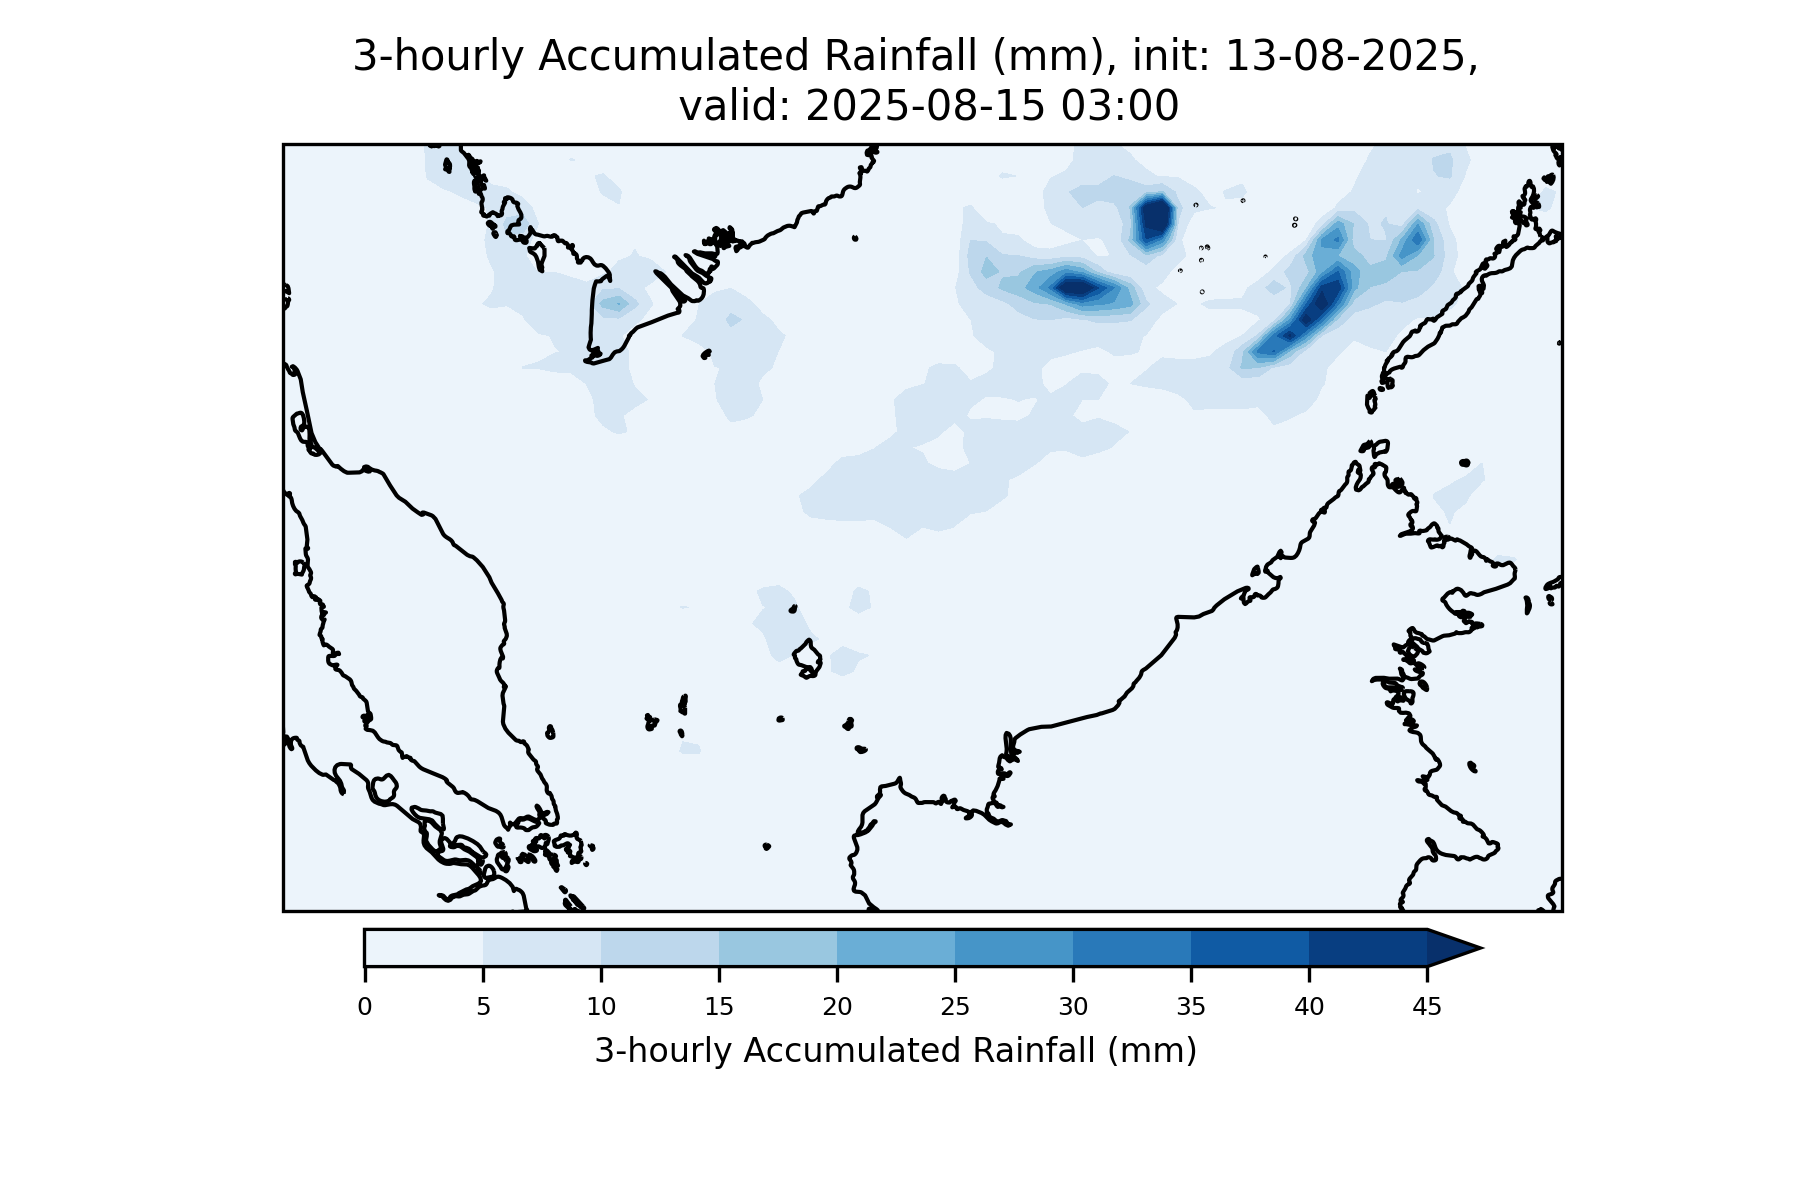 3-hourly Accumulated Rainfall (mm), init: 13-08-2025,
valid: 2025-08-15 03:00
0 5 10 15 20 25 30 35 40 45
3-hourly Accumulated Rainfall (mm)